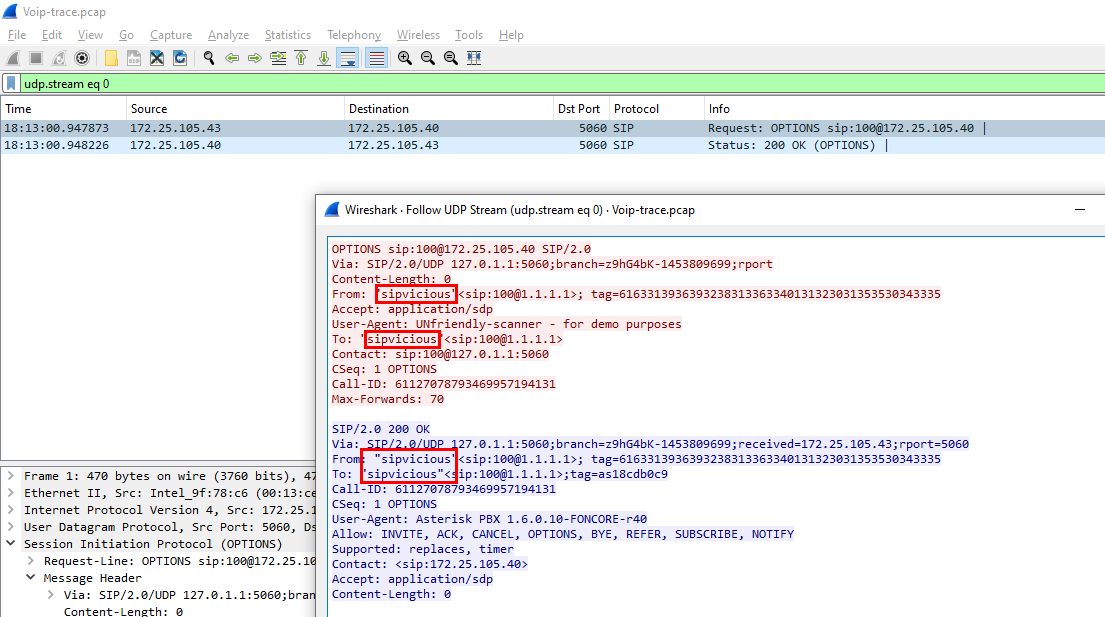 Voip-trace.pcap
File Edit View Go Capture Analyze Statistics Telephony Wireless Tools Help
udp.stream eq 0
Time Source Destination Dst Port Protocol Info
18:13:00.947873 172.25.105.43 172.25.105.40 5060 SIP Request: OPTIONS sip:100@172.25.105.40 |
18:13:00.948226 172.25.105.40 172.25.105.43 5060 SIP Status: 200 OK (OPTIONS) |
Wireshark · Follow UDP Stream (udp.stream eq 0) · Voip-trace.pcap
OPTIONS sip:100@172.25.105.40 SIP/2.0
Via: SIP/2.0/UDP 127.0.1.1:5060;branch=z9hG4bK-1453809699;rport
Content-Length: 0
From: "sipvicious"<sip:100@1.1.1.1>; tag=6163313936393238313363340131323031353530343335
Accept: application/sdp
User-Agent: UNfriendly-scanner - for demo purposes
To: "sipvicious"<sip:100@1.1.1.1>
Contact: sip:100@127.0.1.1:5060
CSeq: 1 OPTIONS
Call-ID: 61127078793469957194131
Max-Forwards: 70
SIP/2.0 200 OK
Via: SIP/2.0/UDP 127.0.1.1:5060;branch=z9hG4bK-1453809699;received=172.25.105.43;rport=5060
From: "sipvicious"<sip:100@1.1.1.1>; tag=6163313936393238313363340131323031353530343335
To: "sipvicious"<sip:100@1.1.1.1>;tag=as18cdb0c9
Call-ID: 61127078793469957194131
CSeq: 1 OPTIONS
User-Agent: Asterisk PBX 1.6.0.10-FONCORE-r40
Allow: INVITE, ACK, CANCEL, OPTIONS, BYE, REFER, SUBSCRIBE, NOTIFY
Supported: replaces, timer
Contact: <sip:172.25.105.40>
Accept: application/sdp
Content-Length: 0
Frame 1: 470 bytes on wire (3760 bits), 47
Ethernet II, Src: Intel_9f:78:c6 (00:13:ce
Internet Protocol Version 4, Src: 172.25.1
User Datagram Protocol, Src Port: 5060, Ds
Session Initiation Protocol (OPTIONS)
Request-Line: OPTIONS sip:100@172.25.10
Message Header
Via: SIP/2.0/UDP 127.0.1.1:5060;bran
Content-Length: 0